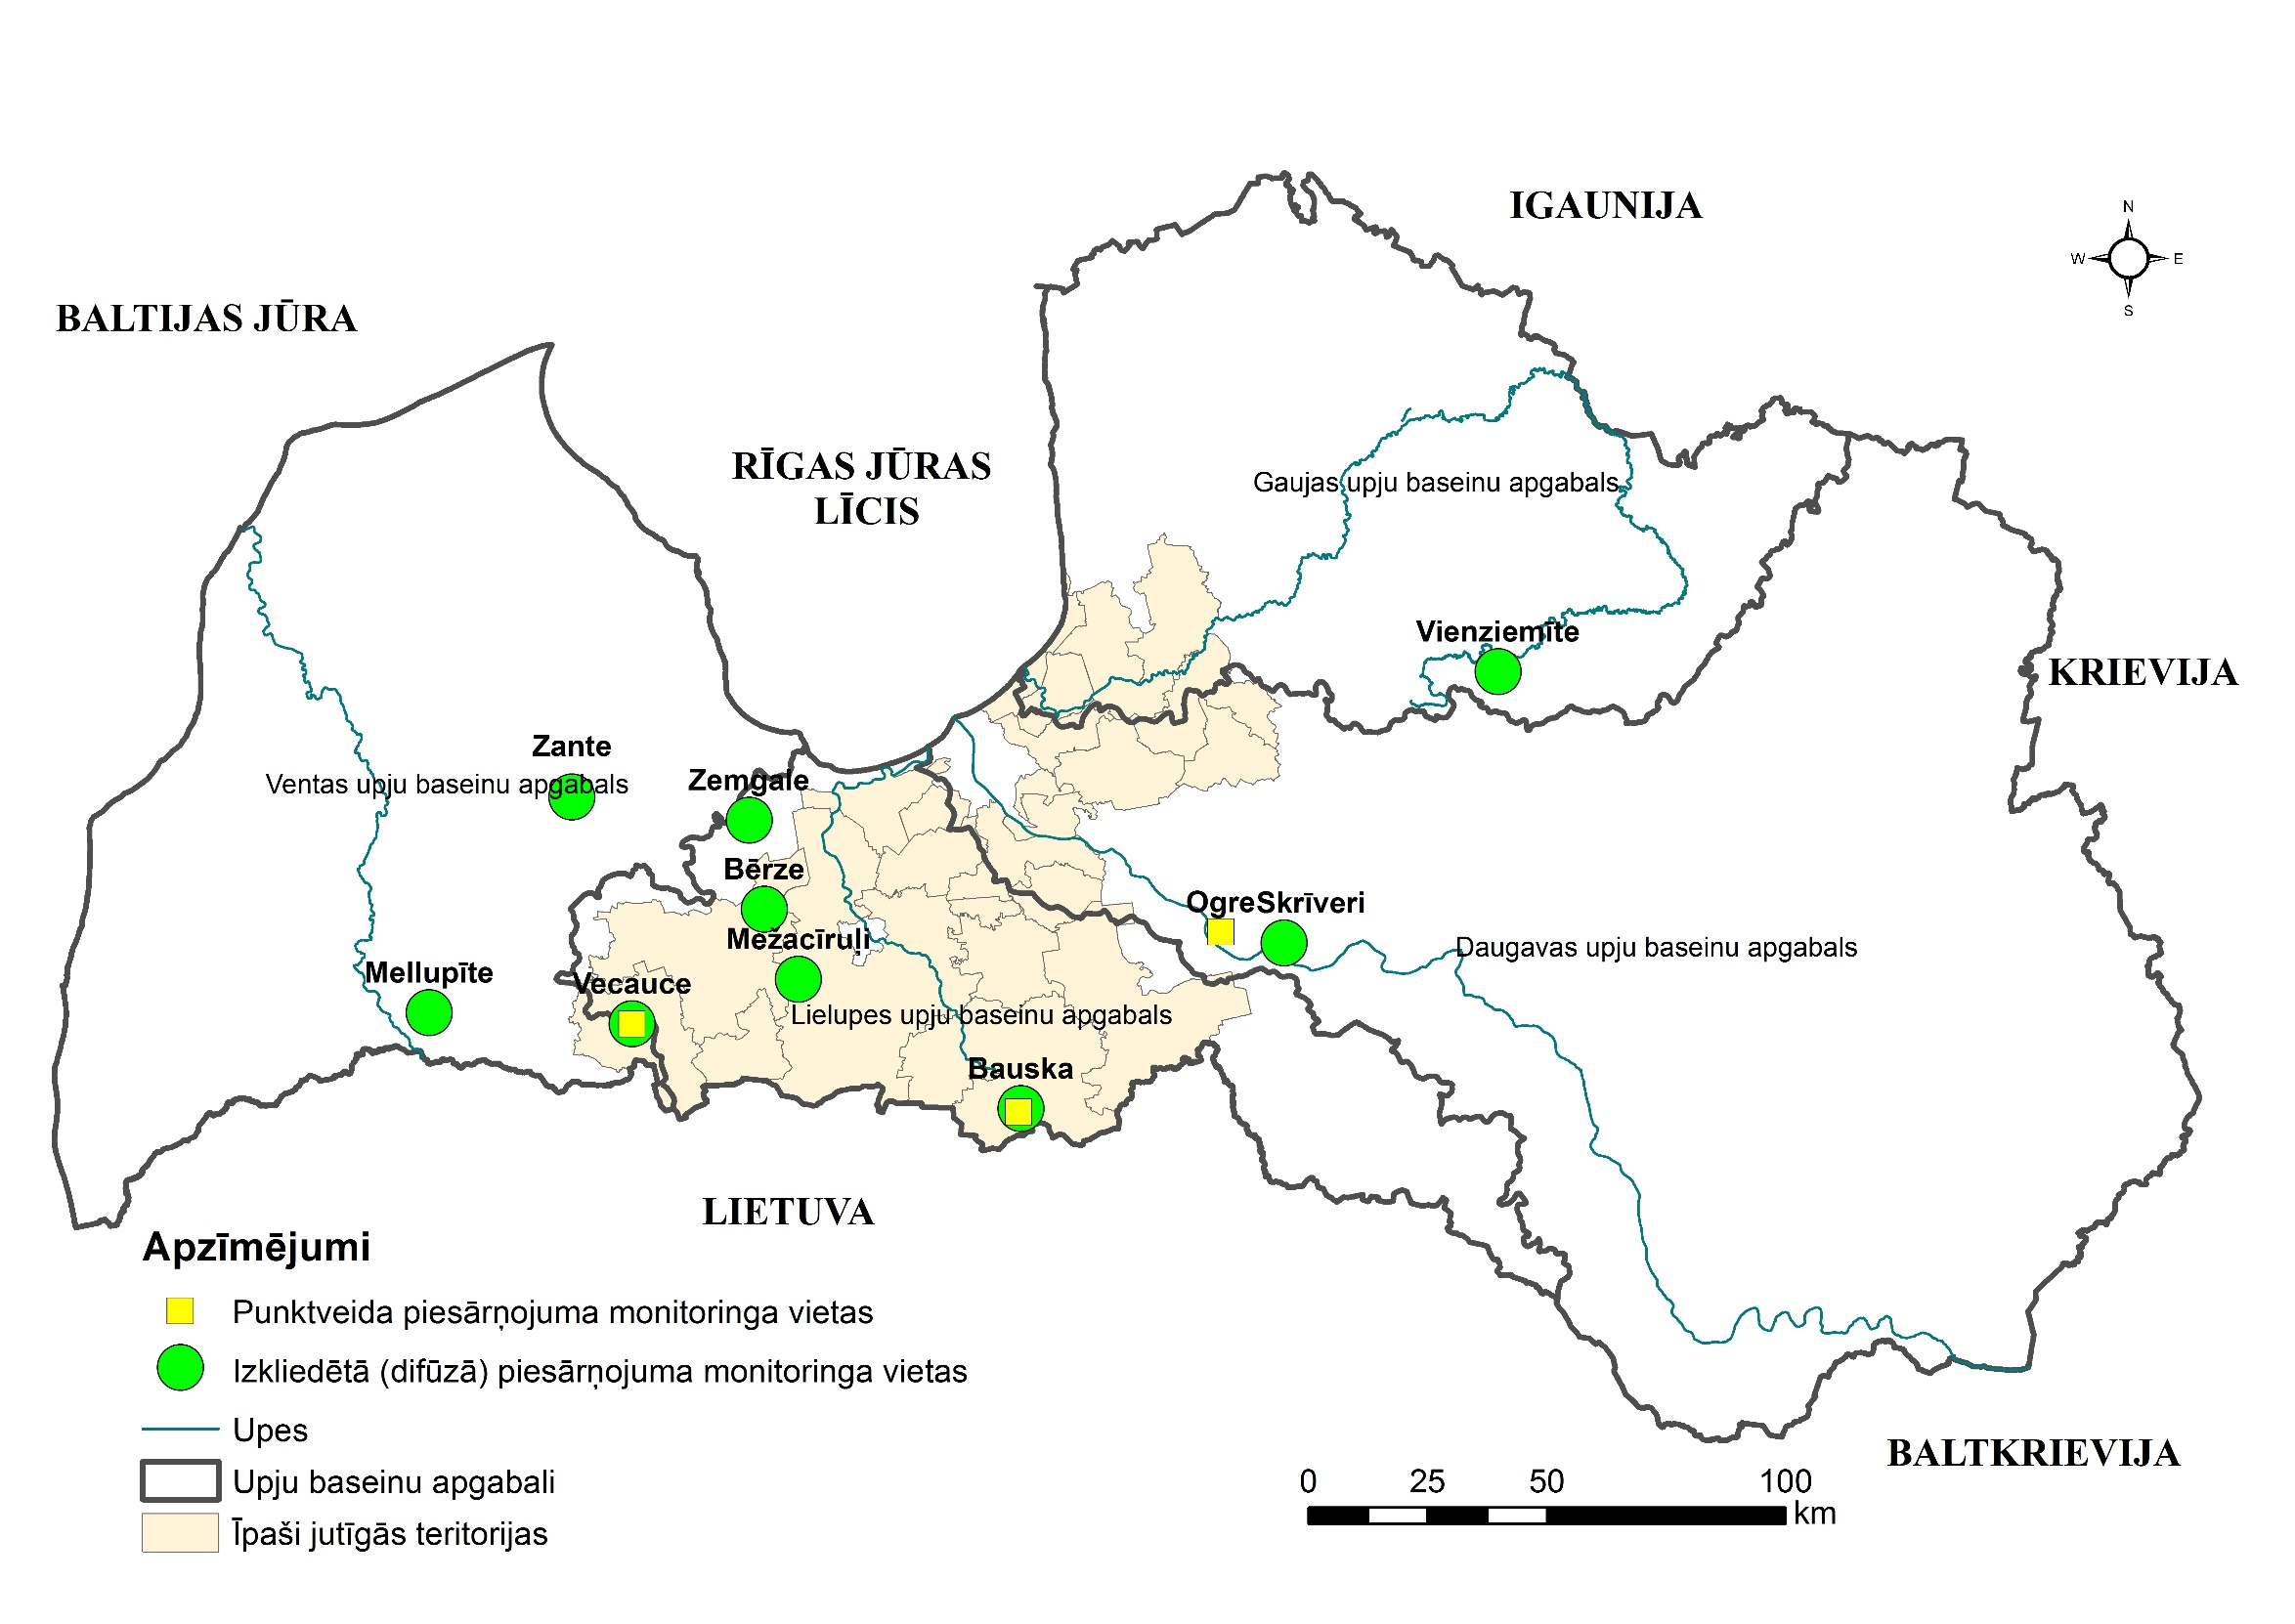 IGAUNIJA
N
W
E
S
BALTIJAS JŪRA
RĪGAS JŪRAS
LĪCIS
Gaujas upju baseinu apgabals
Vienziemīte
KRIEVIJA
Zante
Ventas upju baseinu apgabals
Zemgale
Bērze
Ogre
Skrīveri
Mežacīruļi
Daugavas upju baseinu apgabals
Mellupīte
Vecauce
Lielupes upju baseinu apgabals
Bauska
LIETUVA
Apzīmējumi
Punktveida piesārņojuma monitoringa vietas
Izkliedētā (difūzā) piesārņojuma monitoringa vietas
Upes
Upju baseinu apgabali
Īpaši jutīgās teritorijas
BALTKRIEVIJA
0 25 50 100
km